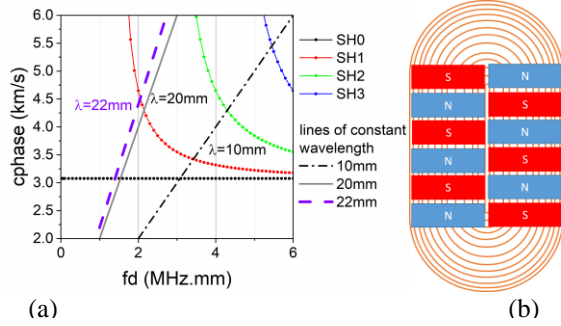 6.0
5.5
5.0
4.5
4.0
3.5
3.0
2.5
2.0
cphase (km/s)
(a)
λ=22mm
λ=20mm
λ=10mm
0
2
4
6
fd (MHz.mm)
SH0
SH1
SH2
SH3
lines of constant
wavelength
10mm
20mm
22mm
S N
N S
S N
N S
S N
N S
(a)
(b)